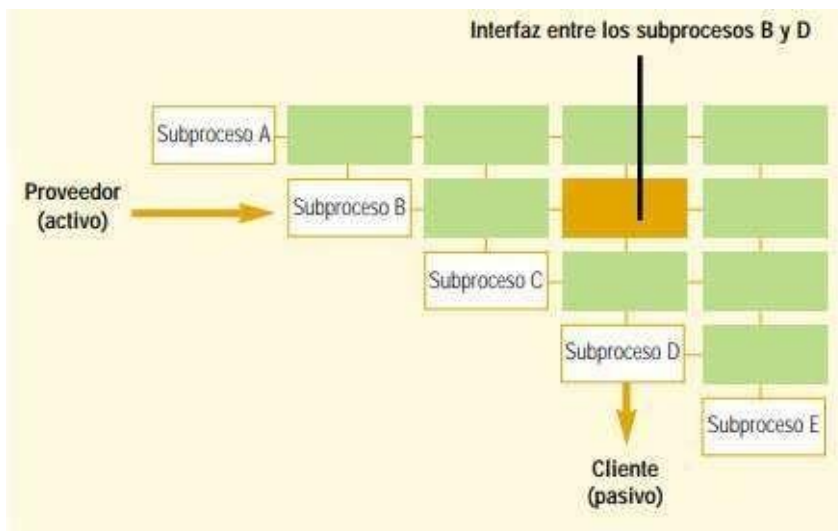 Interfaz entre los subprocesos B y D
Subproceso A
Proveedor
(activo)
Subproceso B
Subproceso C
Subproceso D
Subproceso E
Cliente
(pasivo)